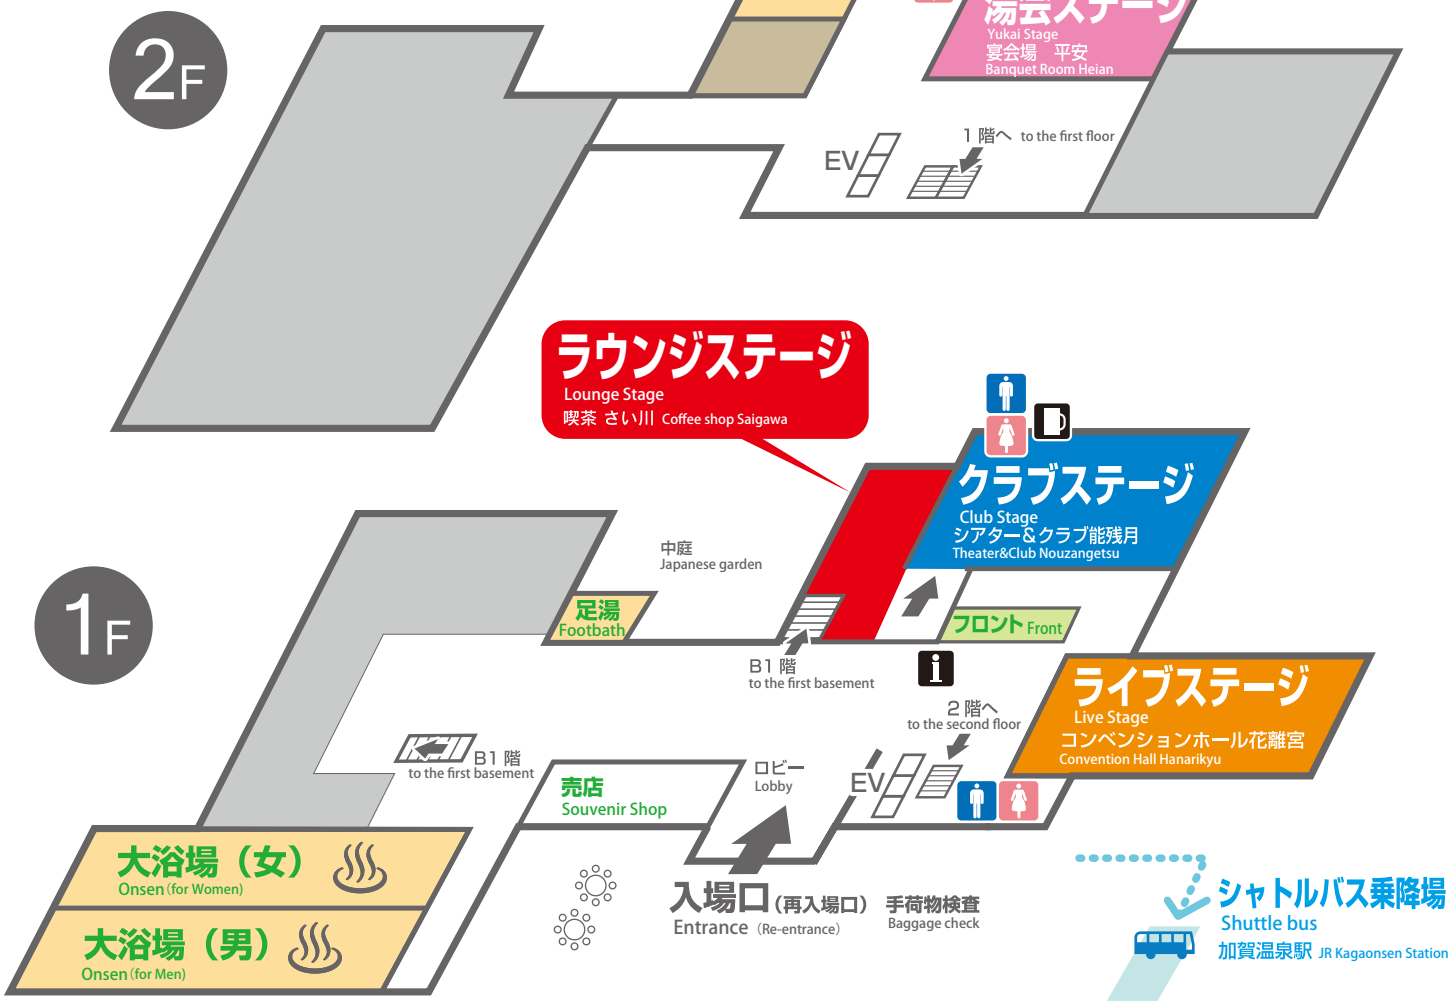 2F
湯会ステージ
Yukai Stage
宴会場　平安
Banquet Room Heian
1 階へ to the first floor
EV
ラウンジステージ
Lounge Stage
喫茶 さい川 Coffee shop Saigawa
クラブステージ
Club Stage
シアター＆クラブ能残月
Theater&Club Nouzangetsu
中庭
Japanese garden
1F
足湯
Footbath
フロント Front
B1 階
to the first basement
i
ライブステージ
Live Stage
コンベンションホール花離宮
Convention Hall Hanarikyu
2 階へ
to the second floor
B1 階
to the first basement
ロビー
Lobby
EV
売店
Souvenir Shop
大浴場（女）
Onsen (for Women)
大浴場（男）
Onsen (for Men)
入場口（再入場口）
Entrance （Re-entrance）
手荷物検査
Baggage check
シャトルバス乗降場
Shuttle bus
加賀温泉駅 JR Kagaonsen Station